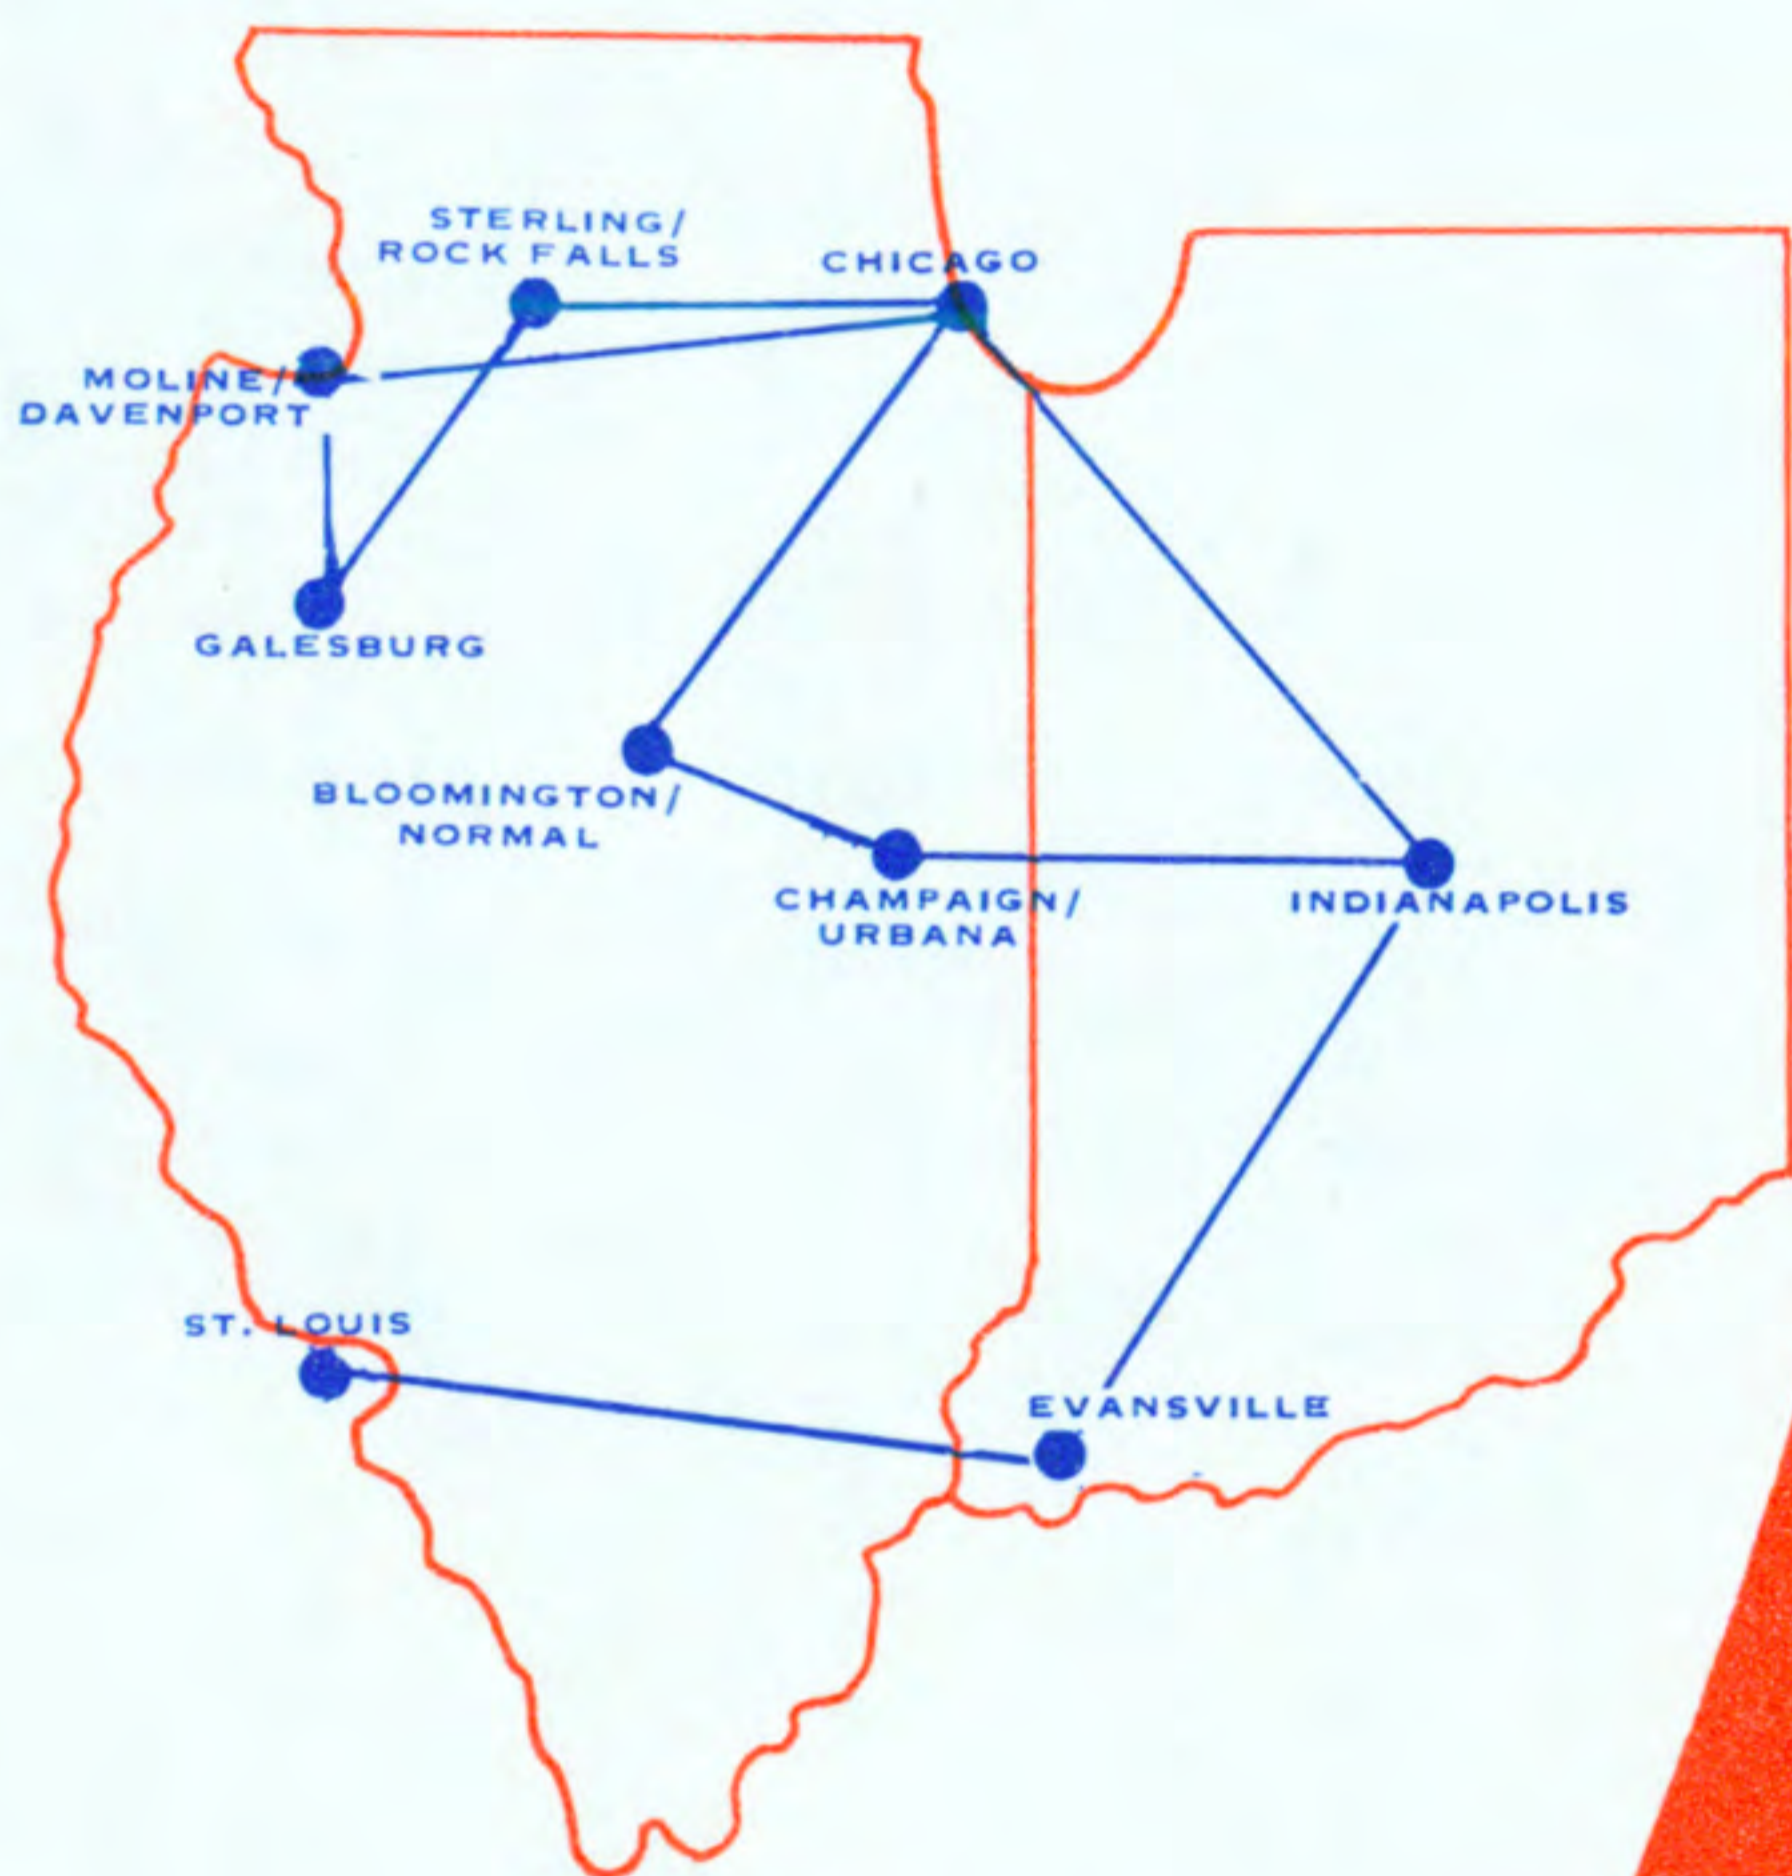 STERLING/
ROCK FALLS
CHICAGO
MOLINE/
DAVENPORT
GALESBURG
BLOOMINGTON/
NORMAL
CHAMPAIGN/
URBANA
INDIANAPOLIS
ST. LOUIS
EVANSVILLE